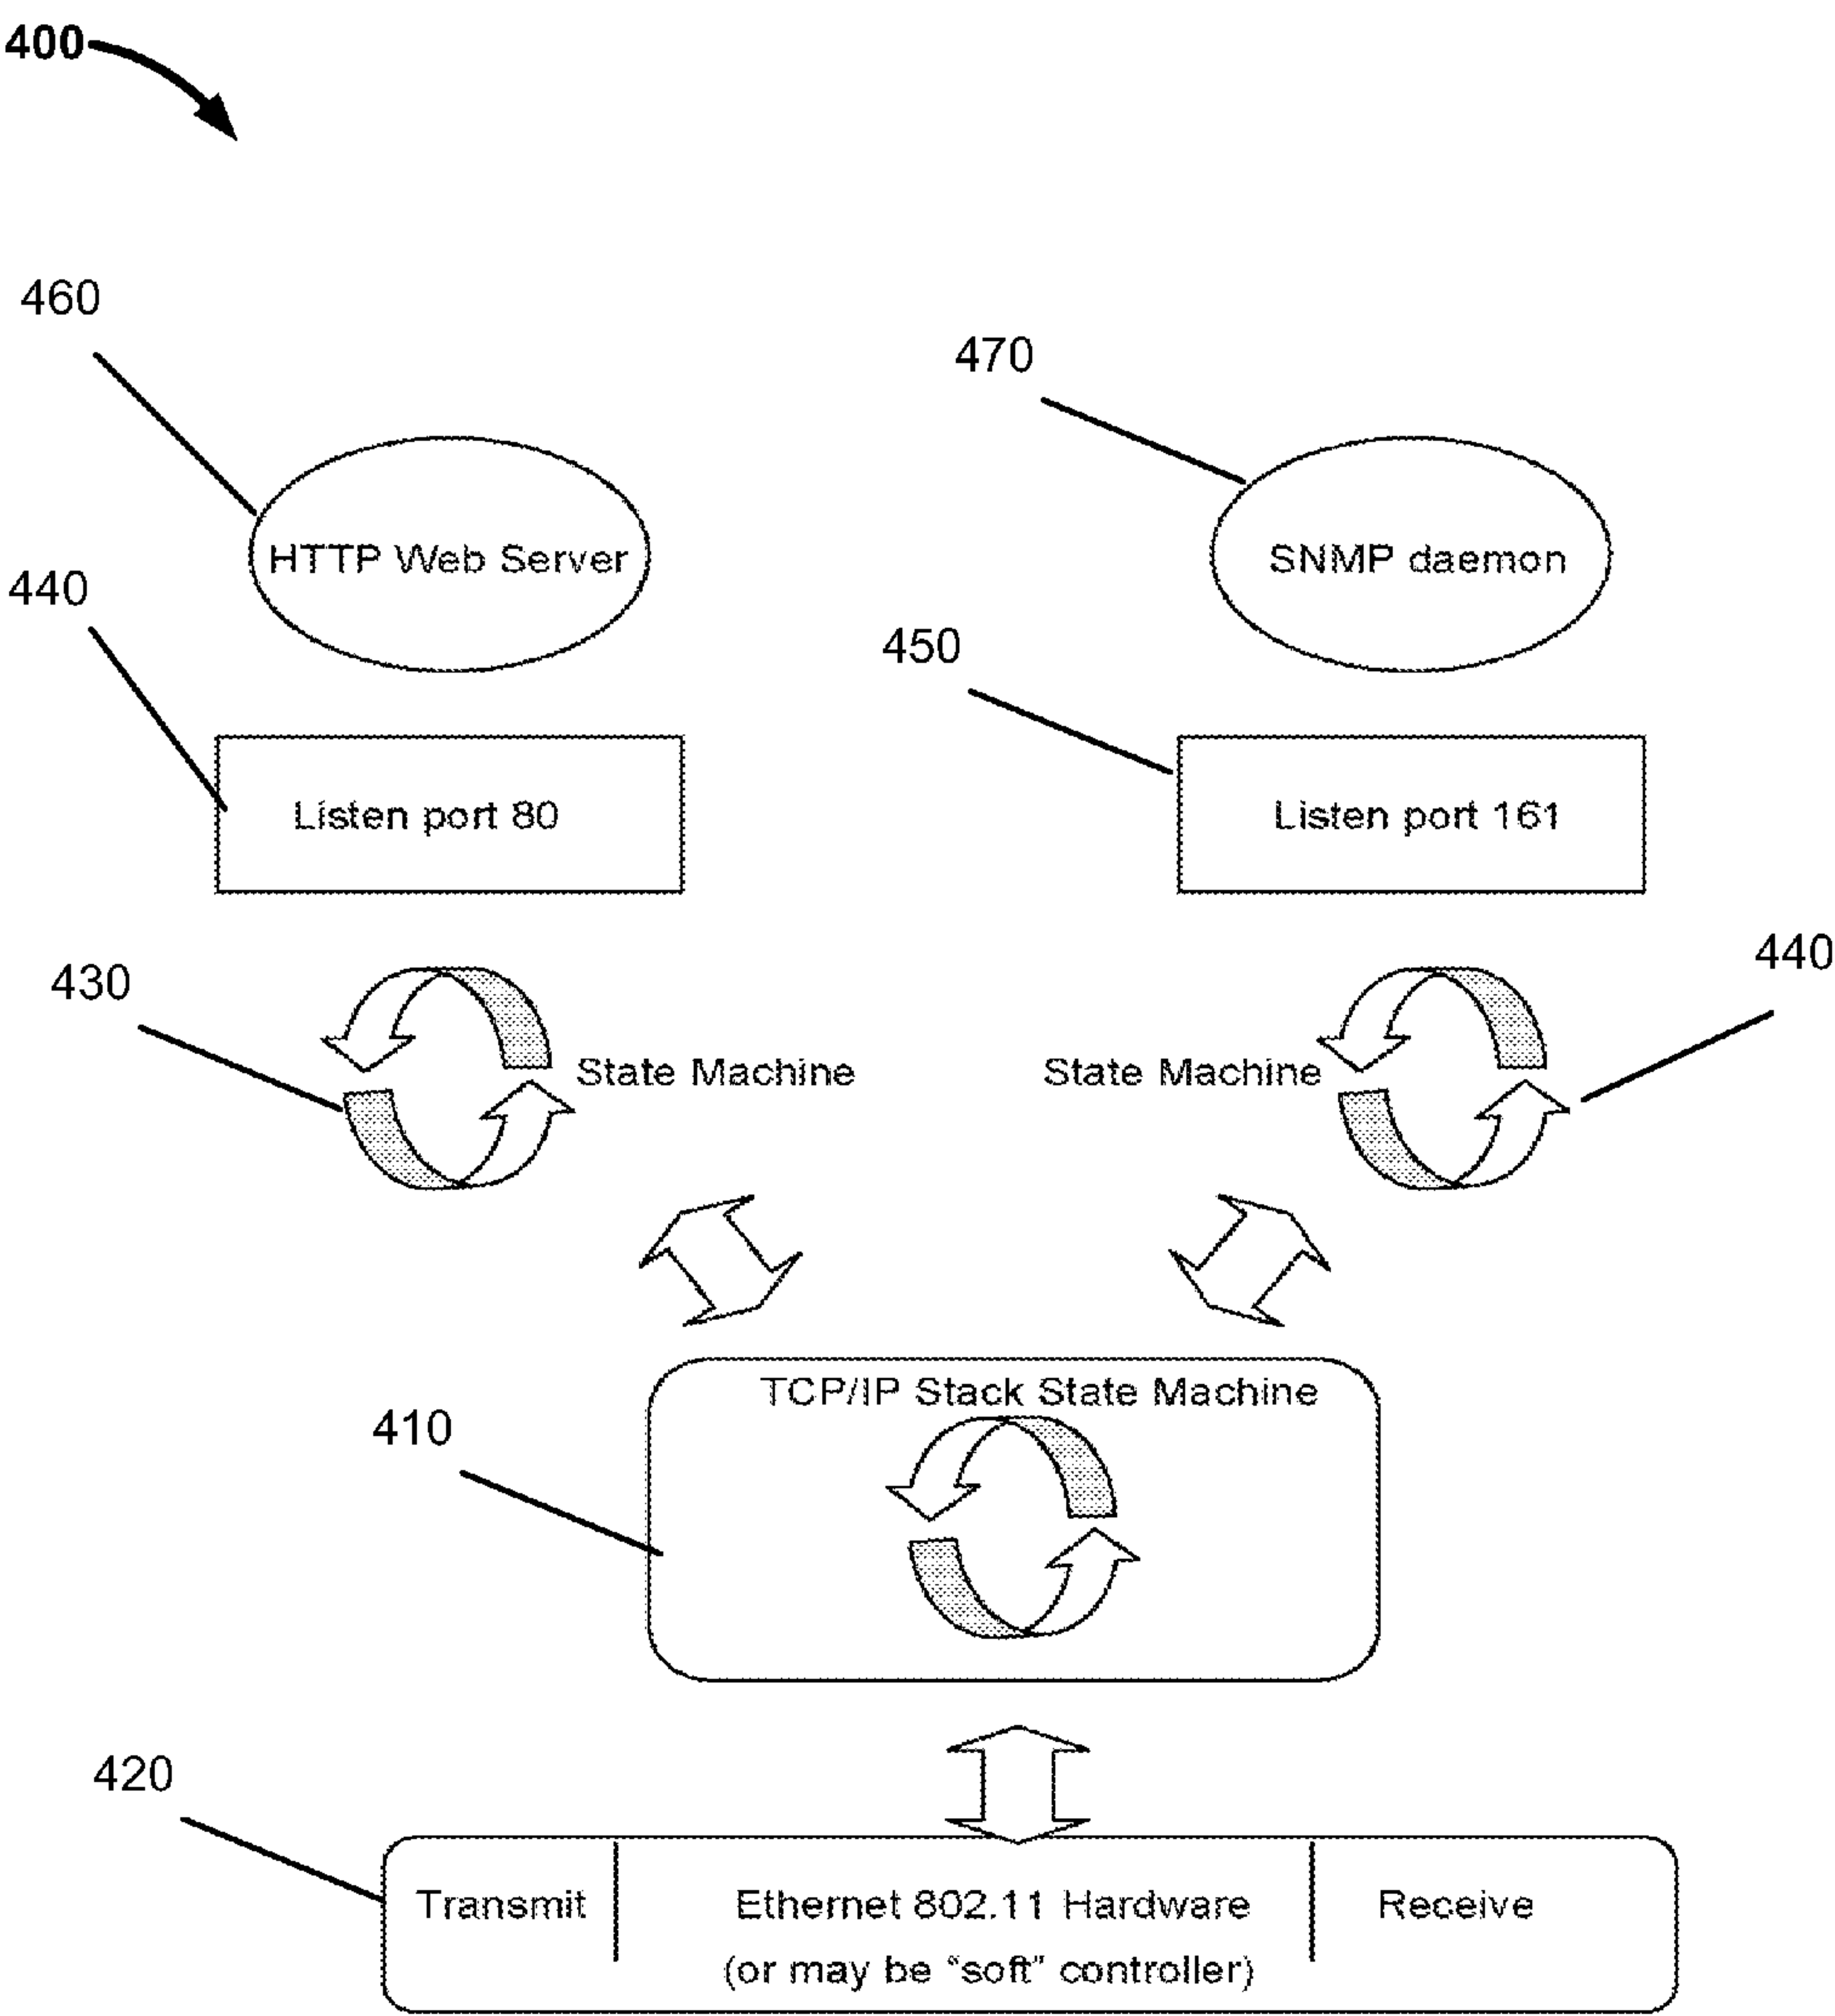 400
460
470
HTTP Web Server
SNMP daemon
440
450
Listen port 80
Listen port 161
430
440
State Machine
State Machine
TCP/IP Stack State Machine
410
420
Transmit
Ethernet 802.11 Hardware
(or may be "soft" controller)
Receive